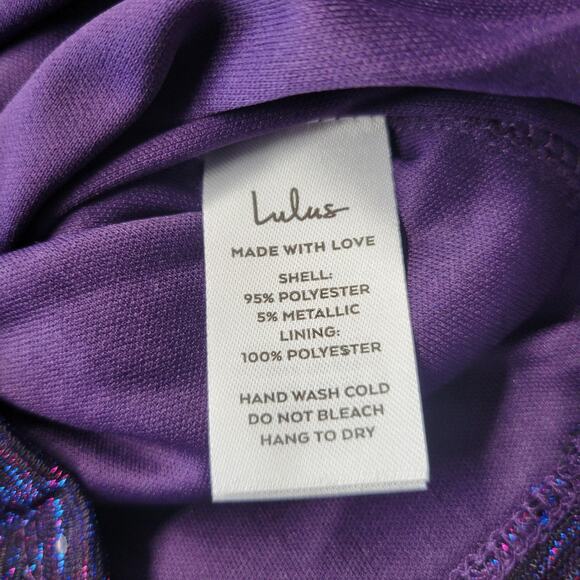 Lulus
MADE WITH LOVE
SHELL:
95% POLYESTER
5% METALLIC
LINING:
100% POLYESTER
HAND WASH COLD
DO NOT BLEACH
HANG TO DRY